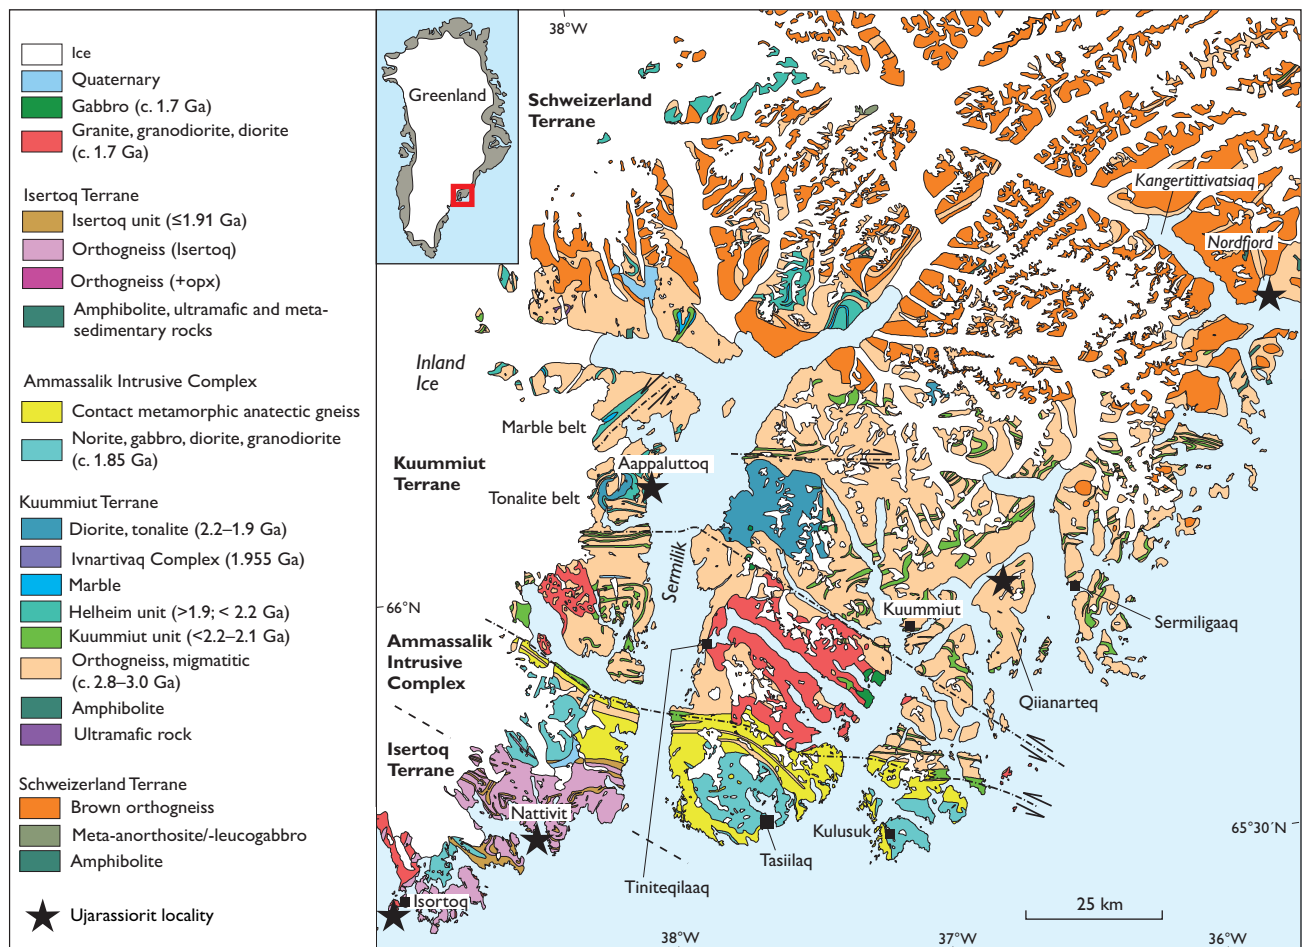 Ice
Quaternary
Gabbro (c. 1.7 Ga)
Granite, granodiorite, diorite
(c. 1.7 Ga)
Isertoq Terrane
Isertoq unit (≤1.91 Ga)
Orthogneiss (Isertoq)
Orthogneiss (+opx)
Amphibolite, ultramafic and meta-
sedimentary rocks
Ammassalik Intrusive Complex
Contact metamorphic anatectic gneiss
Norite, gabbro, diorite, granodiorite
(c. 1.85 Ga)
Kuummiut Terrane
Diorite, tonalite (2.2–1.9 Ga)
Ivnartivaq Complex (1.955 Ga)
Marble
Helheim unit (>1.9; < 2.2 Ga)
Kuummiut unit (<2.2–2.1 Ga)
Orthogneiss, migmatitic
(c. 2.8–3.0 Ga)
Amphibolite
Ultramafic rock
Schweizerland Terrane
Brown orthogneiss
Meta-anorthosite/-leucogabbro
Amphibolite
Ujarassiorit locality
Greenland
38°W
Schweizerland
Terrane
Kangertittivatsiaq
Nordfjord
Inland
Ice
Marble belt
Kuummiut
Terrane
Aappaluttoq
Tonalite belt
Sermilik
66°N
Kuummiut
Sermiligaaq
Ammassalik
Intrusive
Complex
Qiianarteq
Isertoq
Terrane
Nattivit
Kulusuk
65°30´N
Tasiilaq
Tiniteqilaaq
Isortoq
25 km
38°W
37°W
36°W